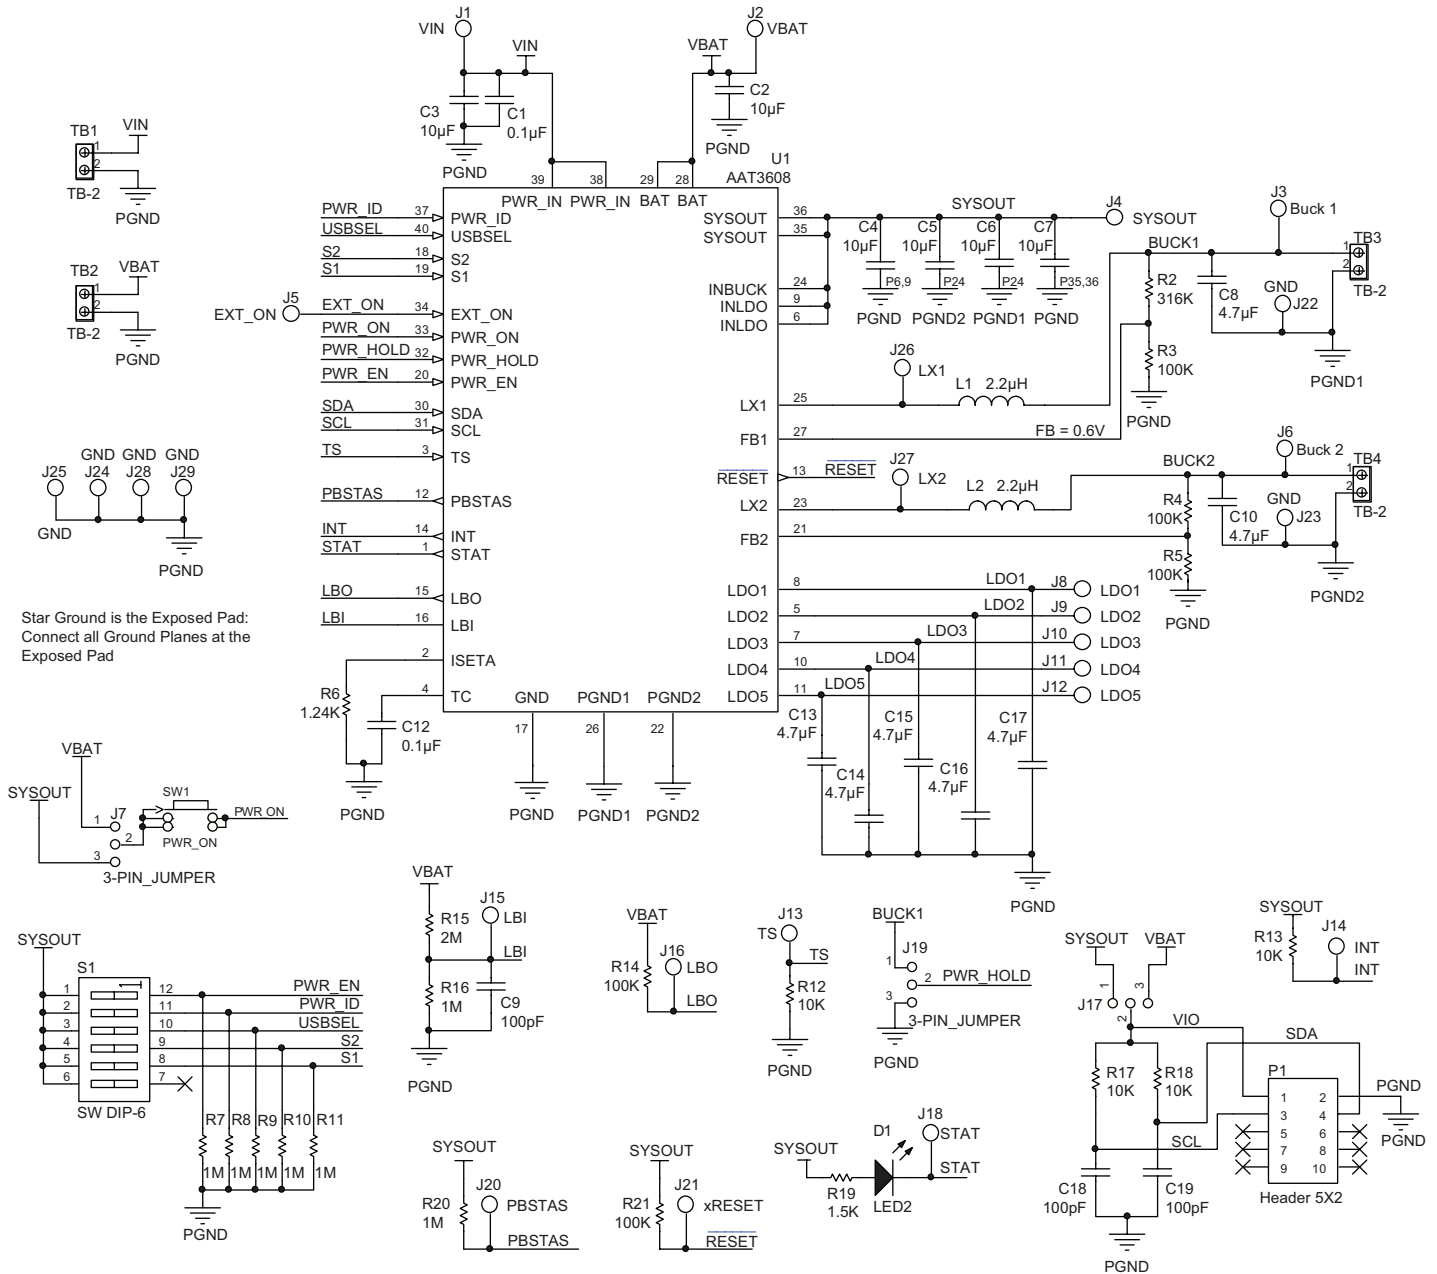 J1
VIN
VIN
C3
10µF
C1
0.1µF
PGND
J2
VBAT
VBAT
C2
10µF
PGND
TB1
VIN
1
2
TB-2
PGND
TB2
VBAT
1
2
TB-2
PGND
J5
EXT_ON
J25
GND
J24
GND
J28
GND
J29
GND
PGND
Star Ground is the Exposed Pad:
Connect all Ground Planes at the
Exposed Pad
U1
AAT3608
39
38
29
28
PWR_IN
PWR_IN
BAT
BAT
PWR_ID 37 PWR_ID
USBSEL 40 USBSEL
S2 18 S2
S1 19 S1
EXT_ON 34 EXT_ON
PWR_ON 33 PWR_ON
PWR_HOLD 32 PWR_HOLD
PWR_EN 20 PWR_EN
SDA 30 SDA
SCL 31 SCL
TS 3 TS
PBSTAS 12 PBSTAS
INT 14 INT
STAT 1 STAT
LBO 15 LBO
LBI 16 LBI
2 ISETA
4 TC
R6
1.24K
C12
0.1µF
PGND
GND
PGND1
PGND2
17
26
22
PGND
PGND1
PGND2
SYSOUT 36
SYSOUT 35
INBUCK 24
INLDO 9
INLDO 6
LX1 25
FB1 27
RESET 13 RESET
LX2 23
FB2 21
LDO1 8
LDO2 5
LDO3 7
LDO4 10
LDO5 11
SYSOUT
J4
SYSOUT
C4
10µF
P6,9
PGND
C5
10µF
P24
PGND2
C6
10µF
P24
PGND1
C7
10µF
P35,36
PGND
J3
Buck 1
BUCK1
TB3
1
2
TB-2
R2
316K
R3
100K
PGND
C8
4.7µF
GND
J22
PGND1
J26
LX1
L1 2.2µH
FB = 0.6V
J27
LX2
L2 2.2µH
BUCK2
J6
Buck 2
TB4
1
2
TB-2
R4
100K
R5
100K
PGND
C10
4.7µF
GND
J23
PGND2
LDO1 J8 LDO1
LDO2 J9 LDO2
LDO3 J10 LDO3
LDO4 J11 LDO4
LDO5 J12 LDO5
C13
4.7µF
C15
4.7µF
C17
4.7µF
C14
4.7µF
C16
4.7µF
PGND
VBAT
SYSOUT
J7
1
2
3
3-PIN_JUMPER
SW1
PWR_ON
PWR ON
SYSOUT
S1
1
2
3
4
5
6
12
11
10
9
8
7
PWR_EN
PWR_ID
USBSEL
S2
S1
SW DIP-6
R7
R8
R9
R10
R11
1M
1M
1M
1M
1M
PGND
VBAT
R15
2M
J15
LBI
LBI
R16
1M
C9
100pF
PGND
VBAT
R14
100K
J16
LBO
LBO
J13
TS
TS
R12
10K
PGND
BUCK1
J19
1
2
3
PWR_HOLD
3-PIN_JUMPER
PGND
SYSOUT
R13
10K
J14
INT
INT
SYSOUT
VBAT
J17
1
3
2
VIO
SDA
R17
10K
R18
10K
SCL
C18
100pF
C19
100pF
PGND
P1
1
2
3
4
5
6
7
8
9
10
Header 5X2
PGND
SYSOUT
R20
1M
J20
PBSTAS
PBSTAS
SYSOUT
R21
100K
J21
xRESET
RESET
SYSOUT
R19
1.5K
D1
LED2
J18
STAT
STAT